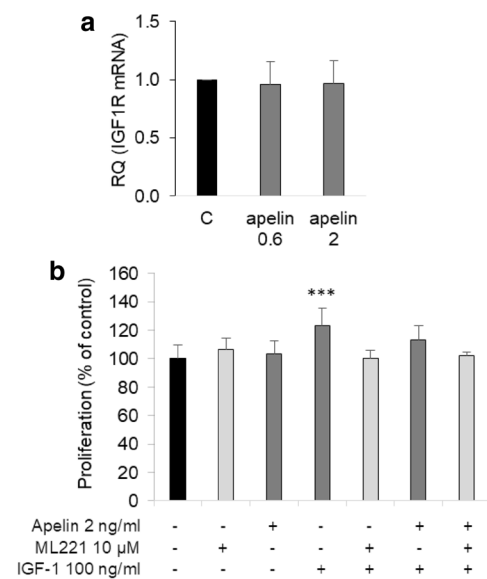 a
RQ (IGF1R mRNA)
1.5
1.0
0.5
0.0
C apelin apelin
0.6 2
b
Proliferation (% of control)
160
140
120
100
80
60
40
20
0
***
Apelin 2 ng/ml - - + - - + +
ML221 10 µM - + - - + - +
IGF-1 100 ng/ml - - - + + + +